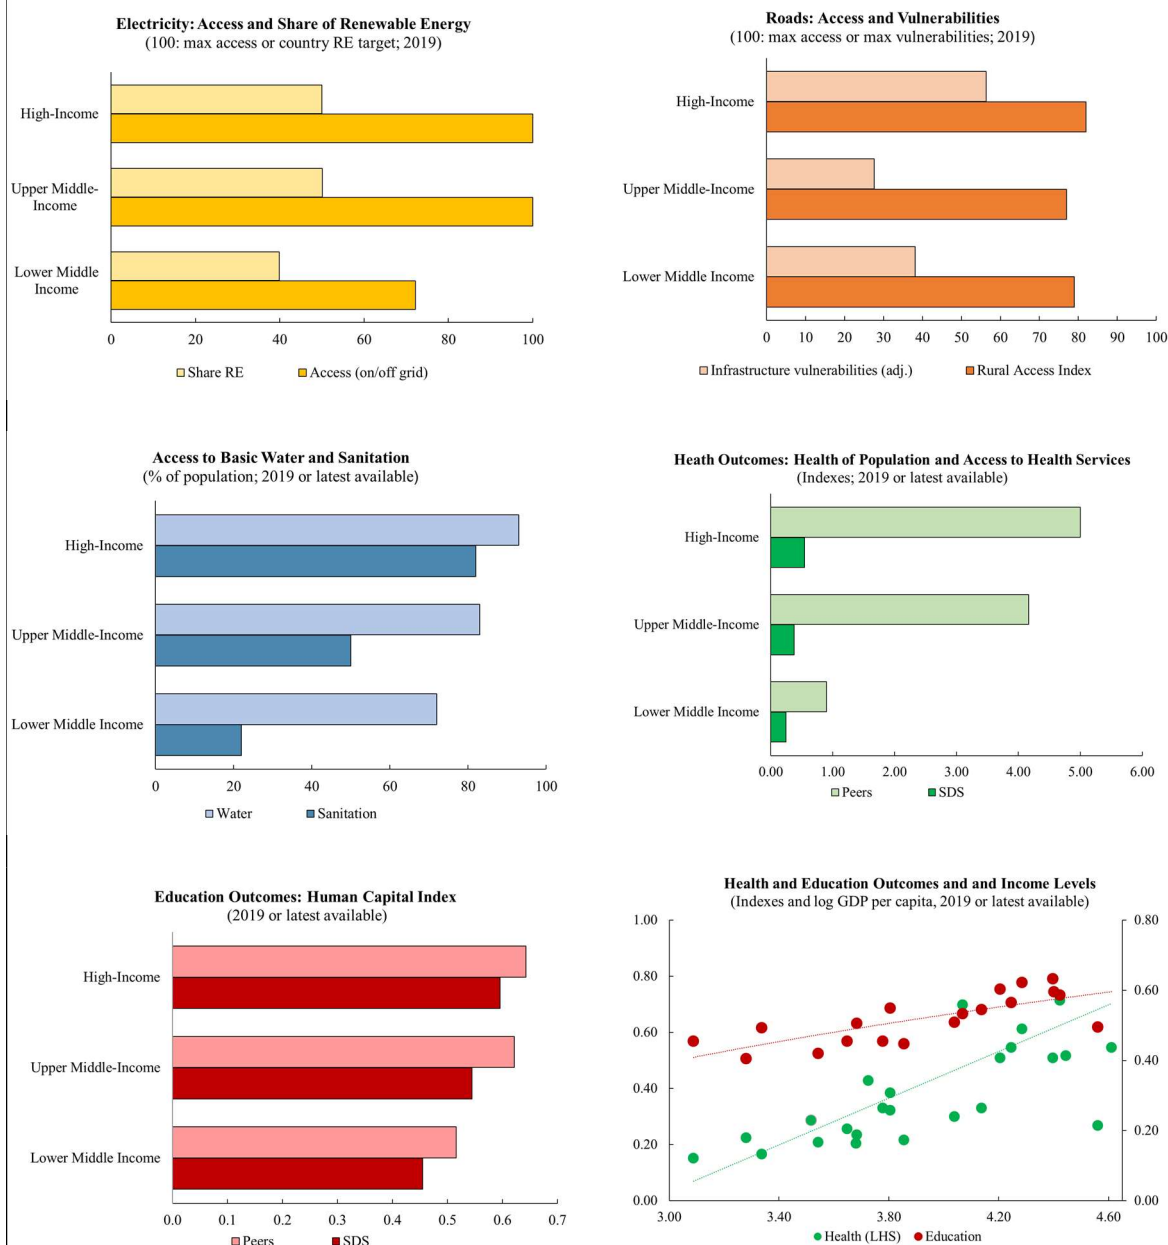 Electricity: Access and Share of Renewable Energy
(100: max access or country RE target; 2019)
High-Income
Upper Middle-
Income
Lower Middle
Income
0 20 40 60 80 100
Share RE Access (on/off grid)
Roads: Access and Vulnerabilities
(100: max access or max vulnerabilities; 2019)
High-Income
Upper Middle-Income
Lower Middle Income
0 10 20 30 40 50 60 70 80 90 100
Infrastructure vulnerabilities (adj.) Rural Access Index
Access to Basic Water and Sanitation
(% of population; 2019 or latest available)
High-Income
Upper Middle-Income
Lower Middle Income
0 20 40 60 80 100
Water Sanitation
Heath Outcomes: Health of Population and Access to Health Services
(Indexes; 2019 or latest available)
High-Income
Upper Middle-Income
Lower Middle Income
0.00 1.00 2.00 3.00 4.00 5.00 6.00
Peers SDS
Education Outcomes: Human Capital Index
(2019 or latest available)
High-Income
Upper Middle-Income
Lower Middle Income
0.0 0.1 0.2 0.3 0.4 0.5 0.6 0.7
Peers SDS
Health and Education Outcomes and and Income Levels
(Indexes and log GDP per capita, 2019 or latest available)
1.00 0.80
0.80
0.60
0.60
0.40
0.40
0.20
0.20
0.00 0.00
3.00 3.40 3.80 4.20 4.60
Health (LHS) Education